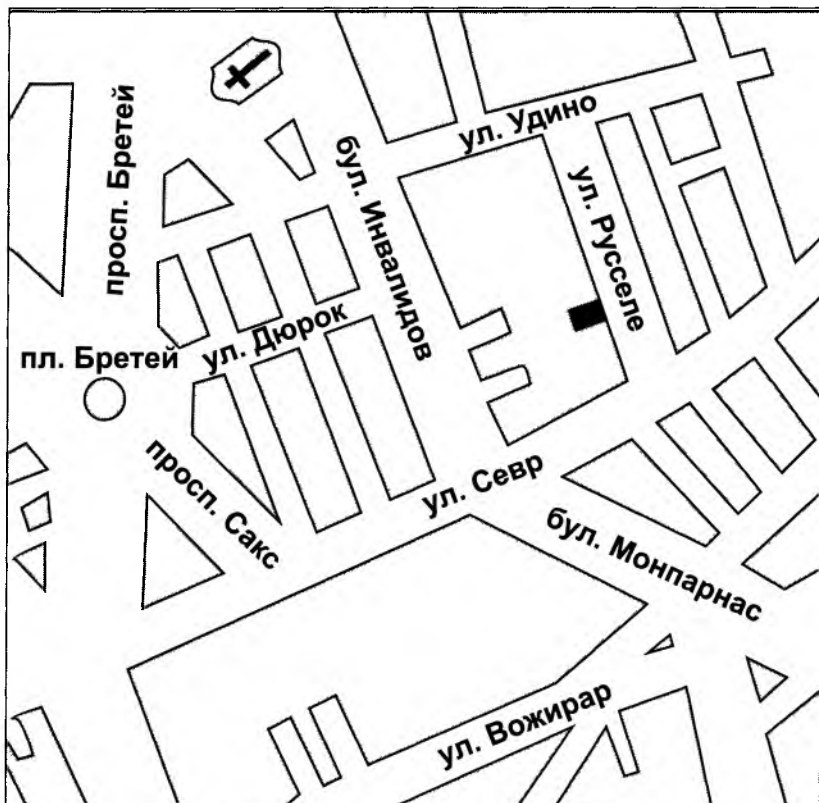 ул. Удино
просп. Бретей
бул. Инвалидов
ул. Русселе
ул. Дюрок
пл. Бретей
ул. Севр
просп. Сакс
бул. Монпарнас
ул. Вожирар